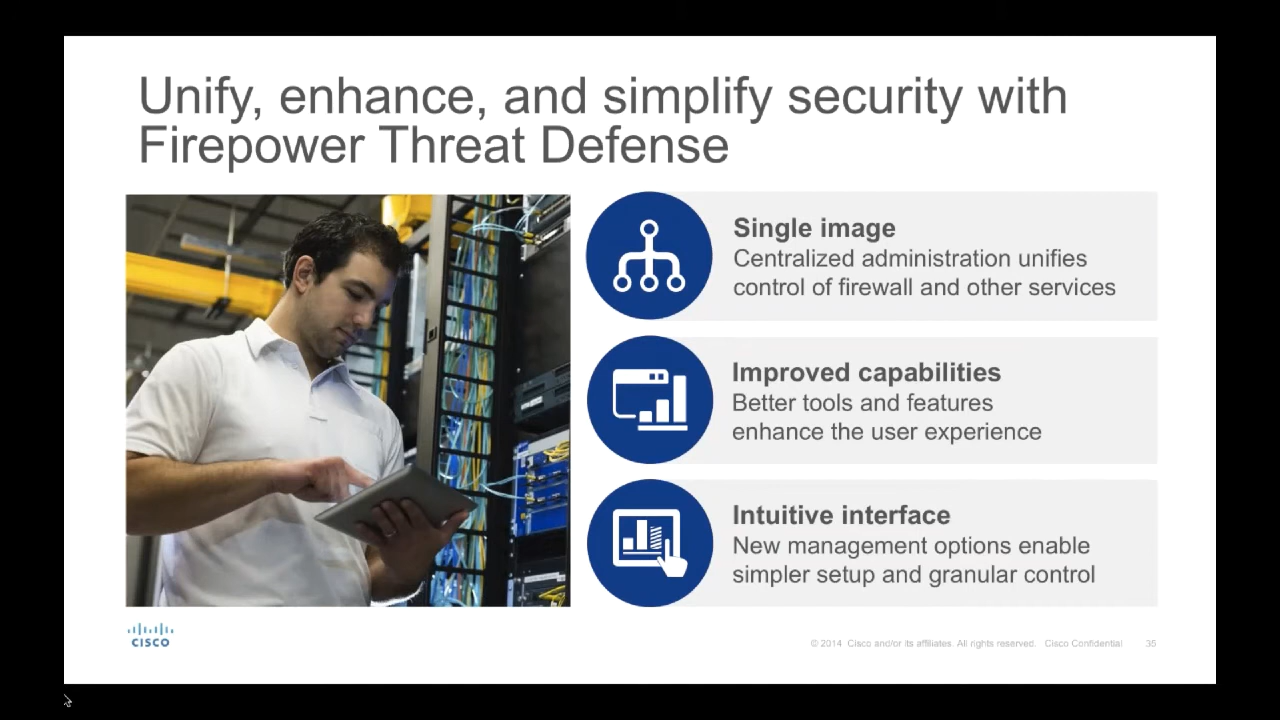 Unify, enhance, and simplify security with
Firepower Threat Defense
Single image
Centralized administration unifies
control of firewall and other services
Improved capabilities
Better tools and features
enhance the user experience
Intuitive interface
New management options enable
simpler setup and granular control
CISCO
© 2014 Cisco and/or its affiliates. All rights reserved. Cisco Confidential 35